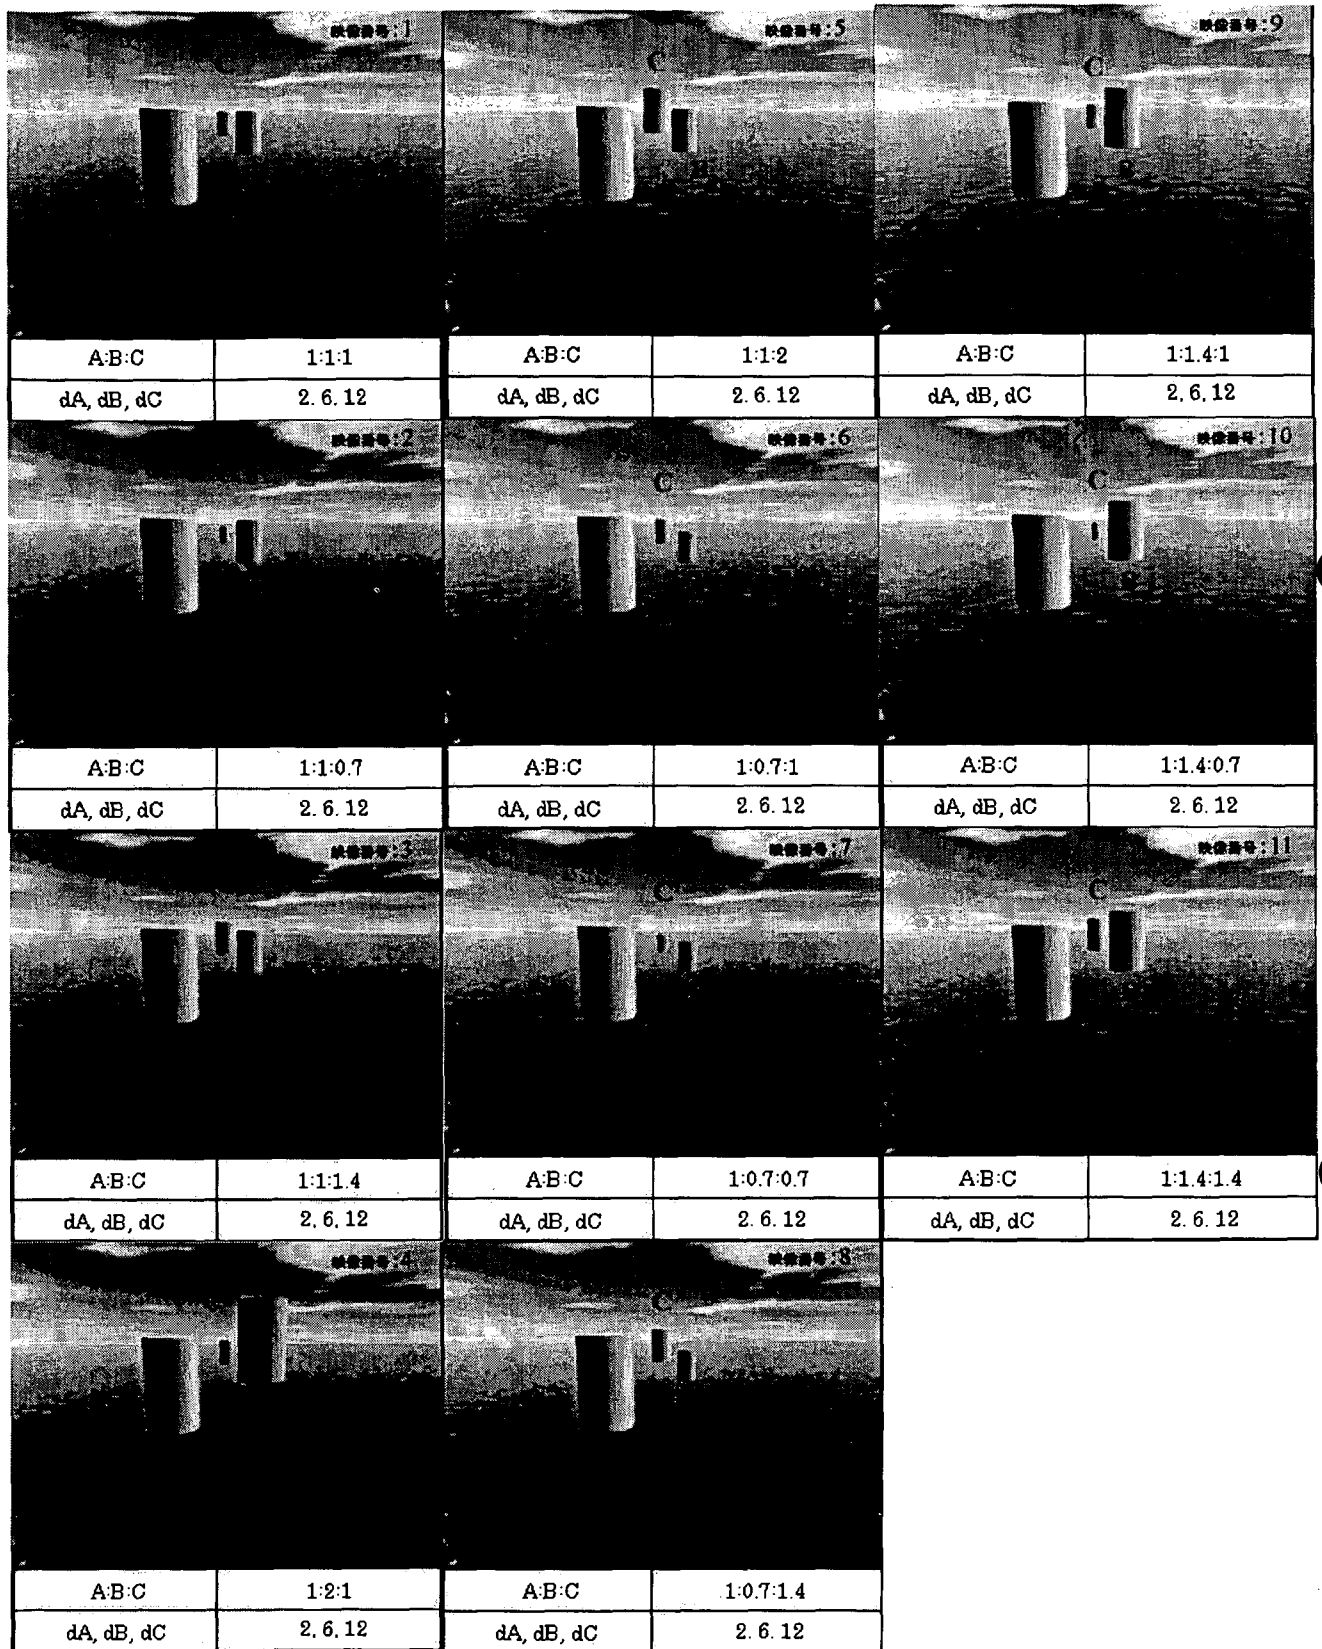 映像番号:1
C
A:B:C 1:1:1
dA, dB, dC 2. 6. 12
映像番号:2
A:B:C 1:1:0.7
dA, dB, dC 2. 6. 12
映像番号:3
A:B:C 1:1:1.4
dA, dB, dC 2. 6. 12
映像番号:4
A:B:C 1:2:1
dA, dB, dC 2. 6. 12
映像番号:5
C
B
A:B:C 1:1:2
dA, dB, dC 2. 6. 12
映像番号:6
C
A:B:C 1:0.7:1
dA, dB, dC 2. 6. 12
映像番号:7
C
A:B:C 1:0.7:0.7
dA, dB, dC 2. 6. 12
映像番号:8
C
A:B:C 1:0.7:1.4
dA, dB, dC 2. 6. 12
映像番号:9
C
B
A:B:C 1:1.4:1
dA, dB, dC 2. 6. 12
映像番号:10
C
B
A:B:C 1:1.4:0.7
dA, dB, dC 2. 6. 12
映像番号:11
C
A:B:C 1:1.4:1.4
dA, dB, dC 2. 6. 12